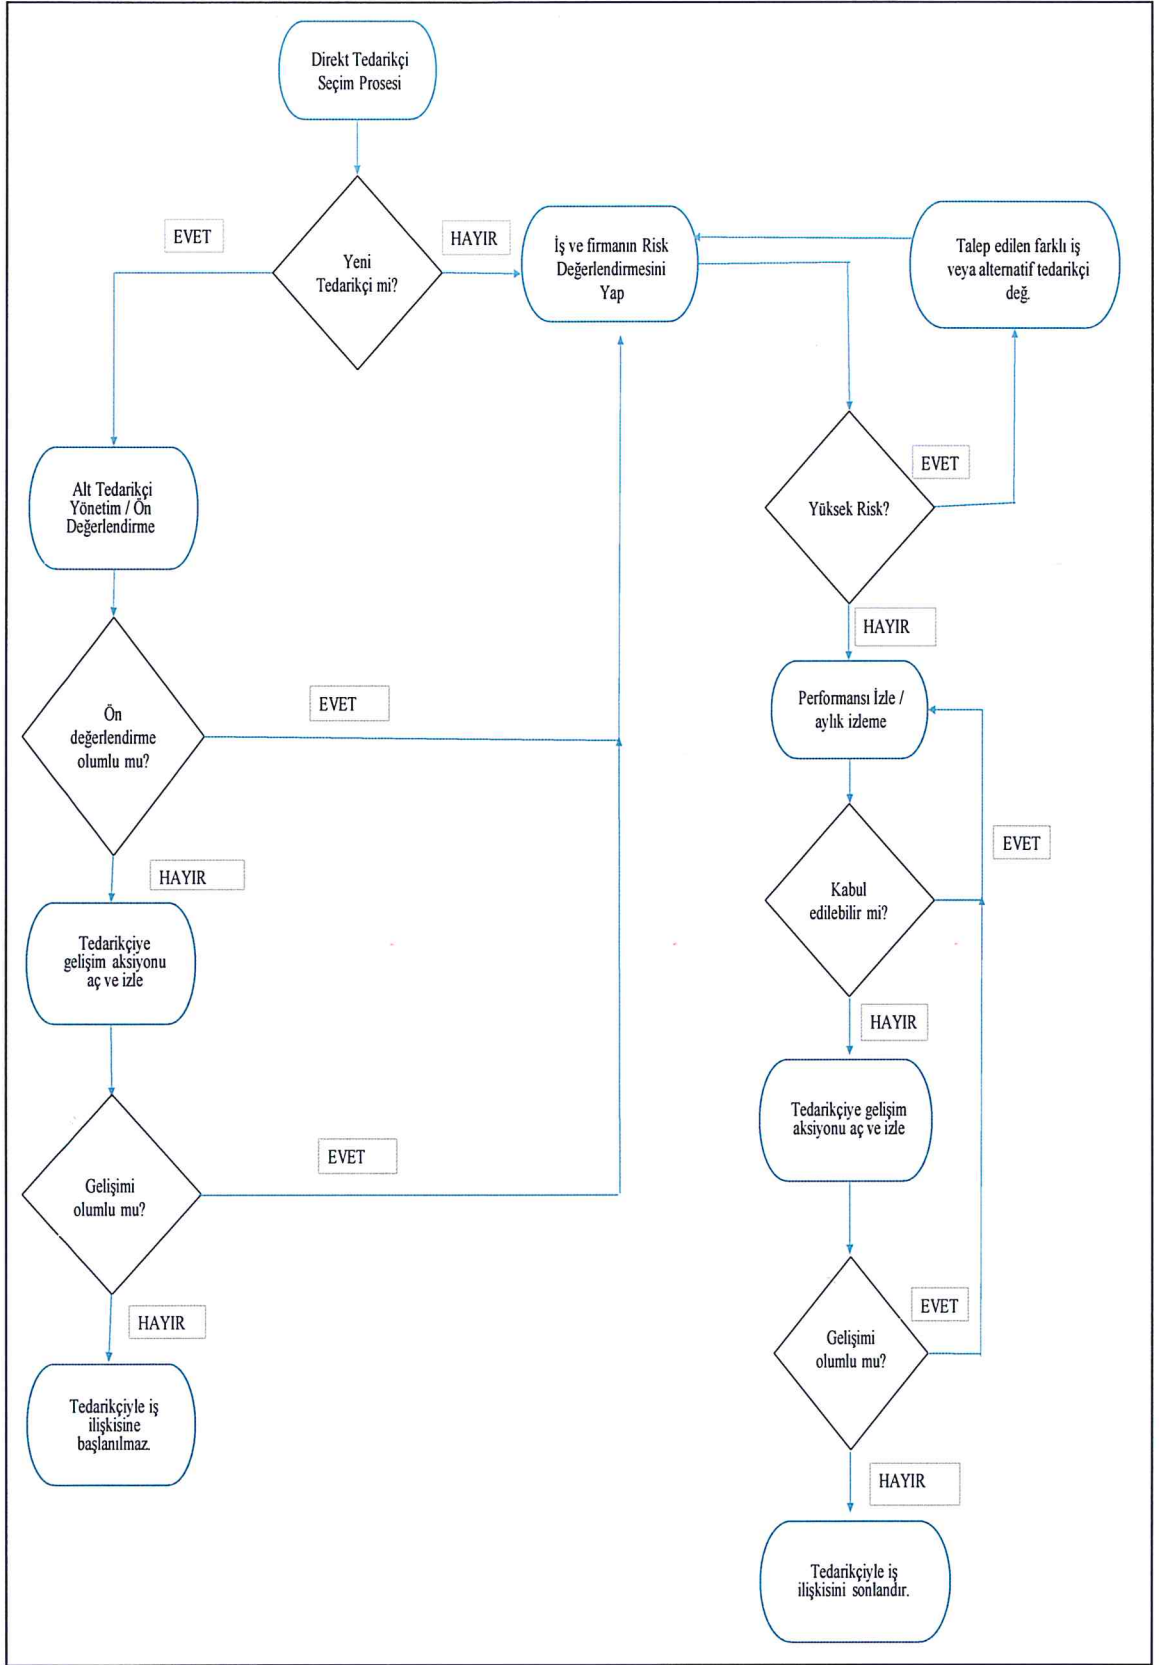 Direkt Tedarikçi
Seçim Prosesi
EVET
Yeni
Tedarikçi mi?
HAYIR
İş ve firmanın Risk
Değerlendirmesini
Yap
Talep edilen farklı iş
veya alternatif tedarikçi
değ.
Alt Tedarikçi
Yönetim / Ön
Değerlendirme
EVET
Yüksek Risk?
HAYIR
Ön
değerlendirme
olumlu mu?
EVET
Performansı İzle /
aylık izleme
HAYIR
EVET
Kabul
edilebilir mi?
Tedarikçiye
gelişim aksiyonu
aç ve izle
HAYIR
Tedarikçiye gelişim
aksiyonu aç ve izle
Gelişimi
olumlu mu?
EVET
HAYIR
EVET
Gelişimi
olumlu mu?
Tedarikçiyle iş
ilişkisine
başlanılmaz.
HAYIR
Tedarikçiyle iş
ilişkisini sonlandır.